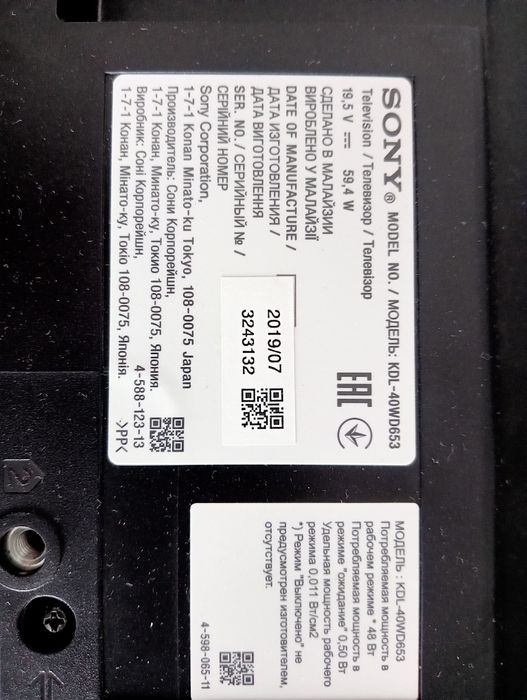 SONY® MODEL NO. / МОДЕЛЬ: KDL-40WD653
Television / Телевизор / Телевізор
19,5 V ⎓ 59,4 W
СДЕЛАНО В МАЛАЙЗИИ
ВИРОБЛЕНО У МАЛАЙЗІЇ
DATE OF MANUFACTURE /
ДАТА ИЗГОТОВЛЕНИЯ /
ДАТА ВИГОТОВЛЕННЯ
2019/07
SER. NO. / СЕРИЙНЫЙ № /
СЕРІЙНИЙ НОМЕР
3243132
EAC
Sony Corporation,
1-7-1 Konan Minato-ku Tokyo, 108-0075 Japan
Производитель: Сони Корпорейшн,
1-7-1 Конан, Минато-ку, Токио 108-0075, Япония.
Виробник: Соні Корпорейшн,
1-7-1 Конан, Мінато-ку, Токіо 108-0075, Японія.
4-588-123-13
>PP<
МОДЕЛЬ : KDL-40WD653
Потребляемая мощность в
рабочем режиме * 48 Вт
Потребляемая мощность в
режиме "ожидание" 0,50 Вт
Удельная мощность рабочего
режима 0,011 Вт/см2
*) Режим "Выключено" не
предусмотрен изготовителем,
отсутствует.
4-598-065-11
2